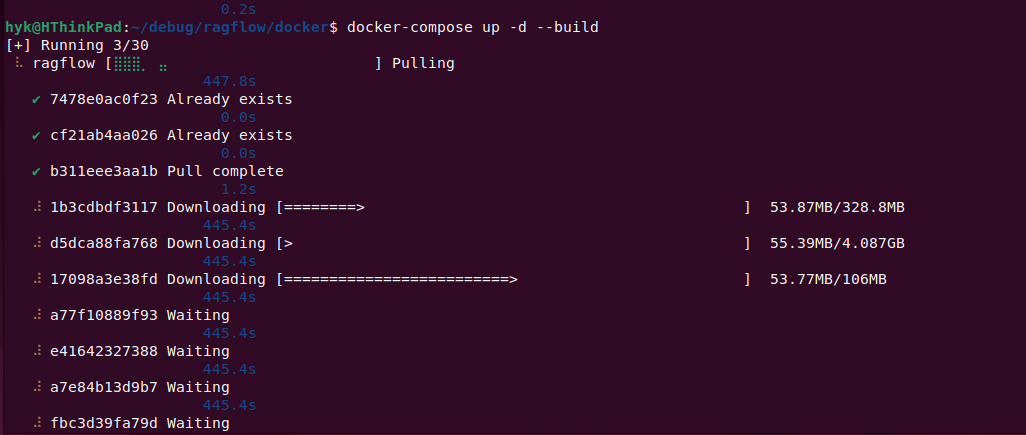 0.2s
hyk@HThinkPad:~/debug/ragflow/docker$ docker-compose up -d --build
[+] Running 3/30
⠧ ragflow [⣿⣿⣿⡀ ⣤                       ] Pulling
447.8s
✔ 7478e0ac0f23 Already exists
0.0s
✔ cf21ab4aa026 Already exists
0.0s
✔ b311eee3aa1b Pull complete
1.2s
⠼ 1b3cdbdf3117 Downloading [========>                                          ]  53.87MB/328.8MB
445.4s
⠼ d5dca88fa768 Downloading [>                                                  ]  55.39MB/4.087GB
445.4s
⠼ 17098a3e38fd Downloading [=========================>                         ]  53.77MB/106MB
445.4s
⠼ a77f10889f93 Waiting
445.4s
⠼ e41642327388 Waiting
445.4s
⠼ a7e84b13d9b7 Waiting
445.4s
⠼ fbc3d39fa79d Waiting